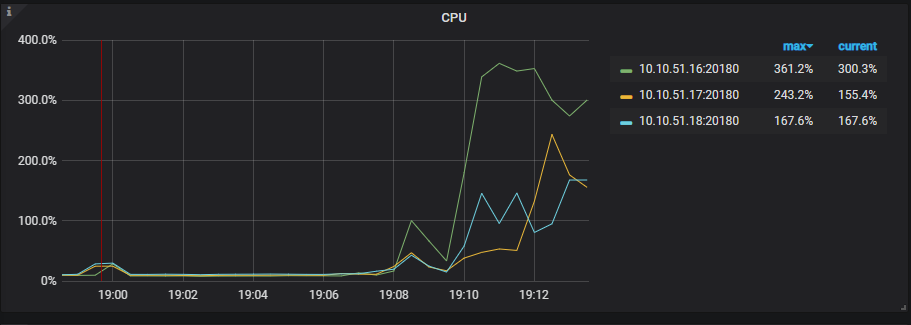 i
CPU
400.0%
300.0%
200.0%
100.0%
0%
19:00 19:02 19:04 19:06 19:08 19:10 19:12
max current
10.10.51.16:20180 361.2% 300.3%
10.10.51.17:20180 243.2% 155.4%
10.10.51.18:20180 167.6% 167.6%